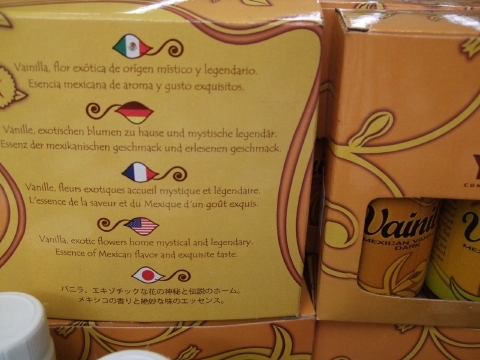 Vainilla, flor exótica de origen místico y legendario.
Esencia mexicana de aroma y gusto exquisitos.
Vanille, exotischen blumen zu hause und mystische legendär.
Essenz der mexikanischen geschmack und erlesenen geschmack.
Vanille, fleurs exotiques accueil mystique et légendaire.
L'essence de la saveur et du Mexique d'un goût exquis.
Vanilla, exotic flowers home mystical and legendary.
Essence of Mexican flavor and exquisite taste.
バニラ、エキゾチックな花の神秘と伝説のホーム。
メキシコの香りと絶妙な味のエッセンス。
Vainil
MEXICAN VAN
DARK